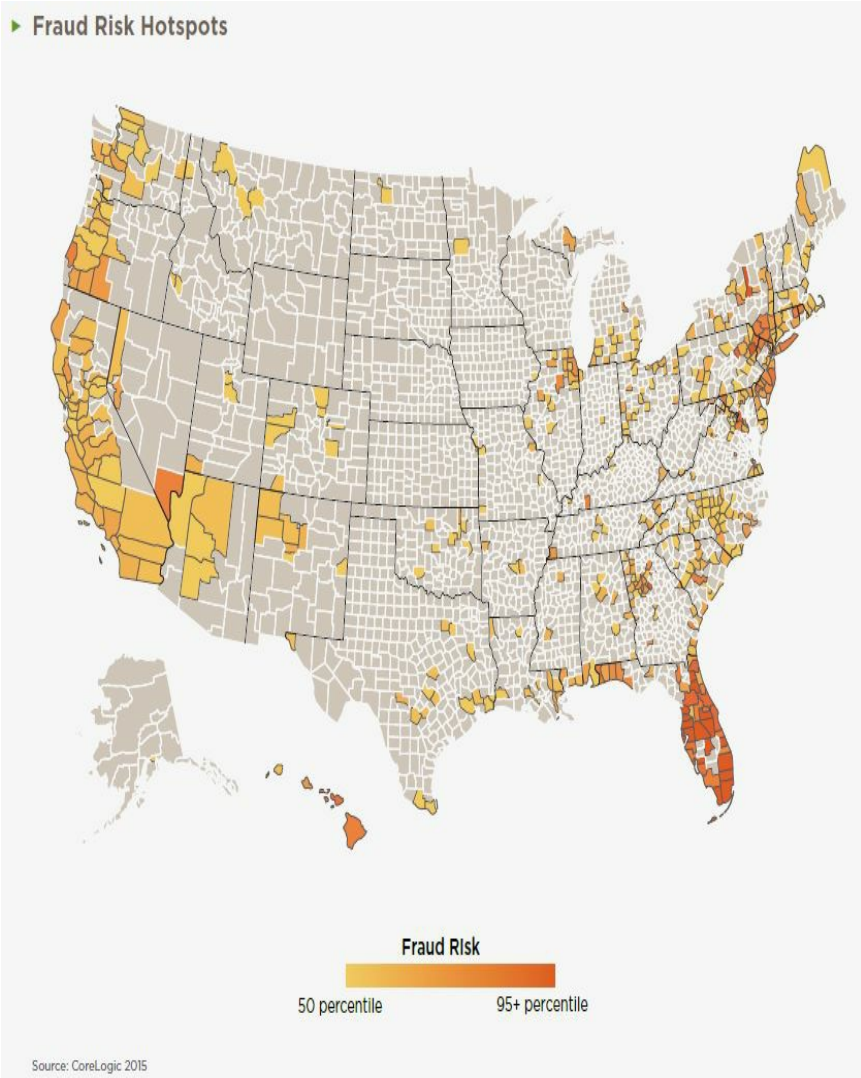 Fraud Risk Hotspots
Fraud RIsk
50 percentile
95+ percentile
Source: CoreLogic 2015